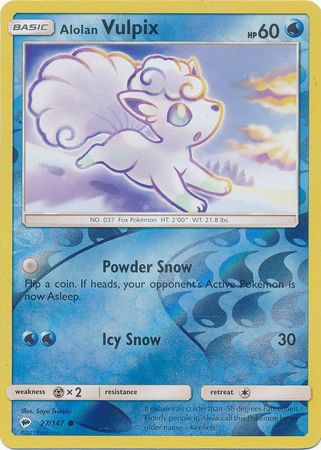 BASIC Alolan Vulpix HP 60
NO. 037 Fox Pokémon HT: 2'00" WT: 21.8 lbs.
Powder Snow
Flip a coin. If heads, your opponent's Active Pokémon is
now Asleep.
Icy Snow 30
weakness × 2 resistance retreat
Illus. Saya Tsuruta
27/147
It exhales air colder than -58 degrees Fahrenheit.
Elderly people in Alola call this Pokémon by an
older name—Keokeo.